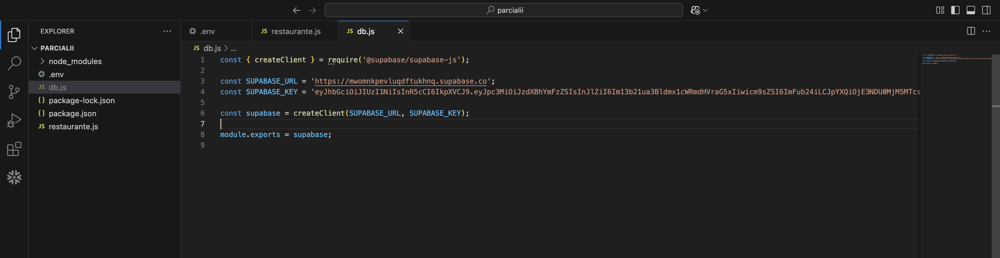 parcialii
EXPLORER
.env
JS restaurante.js
JS db.js
PARCIALII
node_modules
.env
JS db.js
{} package-lock.json
{} package.json
JS restaurante.js
JS db.js > ...
1 const { createClient } = require('@supabase/supabase-js');
2
3 const SUPABASE_URL = 'https://mwomnkpevluqdftukhnq.supabase.co';
4 const SUPABASE_KEY = 'eyJhbGciOiJIUzI1NiIsInR5cCI6IkpXVCJ9.eyJpc3MiOiJzdXBhYmFzZSIsInJlZiI6Im13b21ua3Bldmx1cWRmdHVraG5xIiwicm9sZSI6ImFub24iLCJpYXQiOjE3NDU0MjM5MTcs
5
6 const supabase = createClient(SUPABASE_URL, SUPABASE_KEY);
7
8 module.exports = supabase;
9